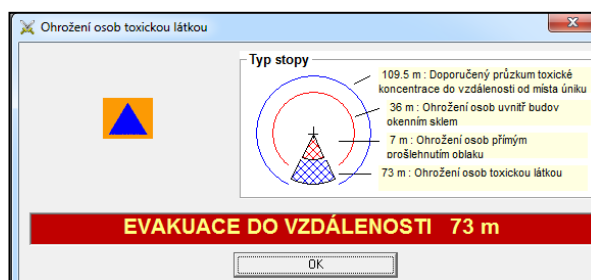 Ohrožení osob toxickou látkou
Typ stopy
109.5 m : Doporučený průzkum toxické
koncentrace do vzdálenosti od místa úniku
36 m : Ohrožení osob uvnitř budov
okenním sklem
7 m : Ohrožení osob přímým
prošlehnutím oblaku
73 m : Ohrožení osob toxickou látkou
EVAKUACE DO VZDÁLENOSTI 73 m
OK